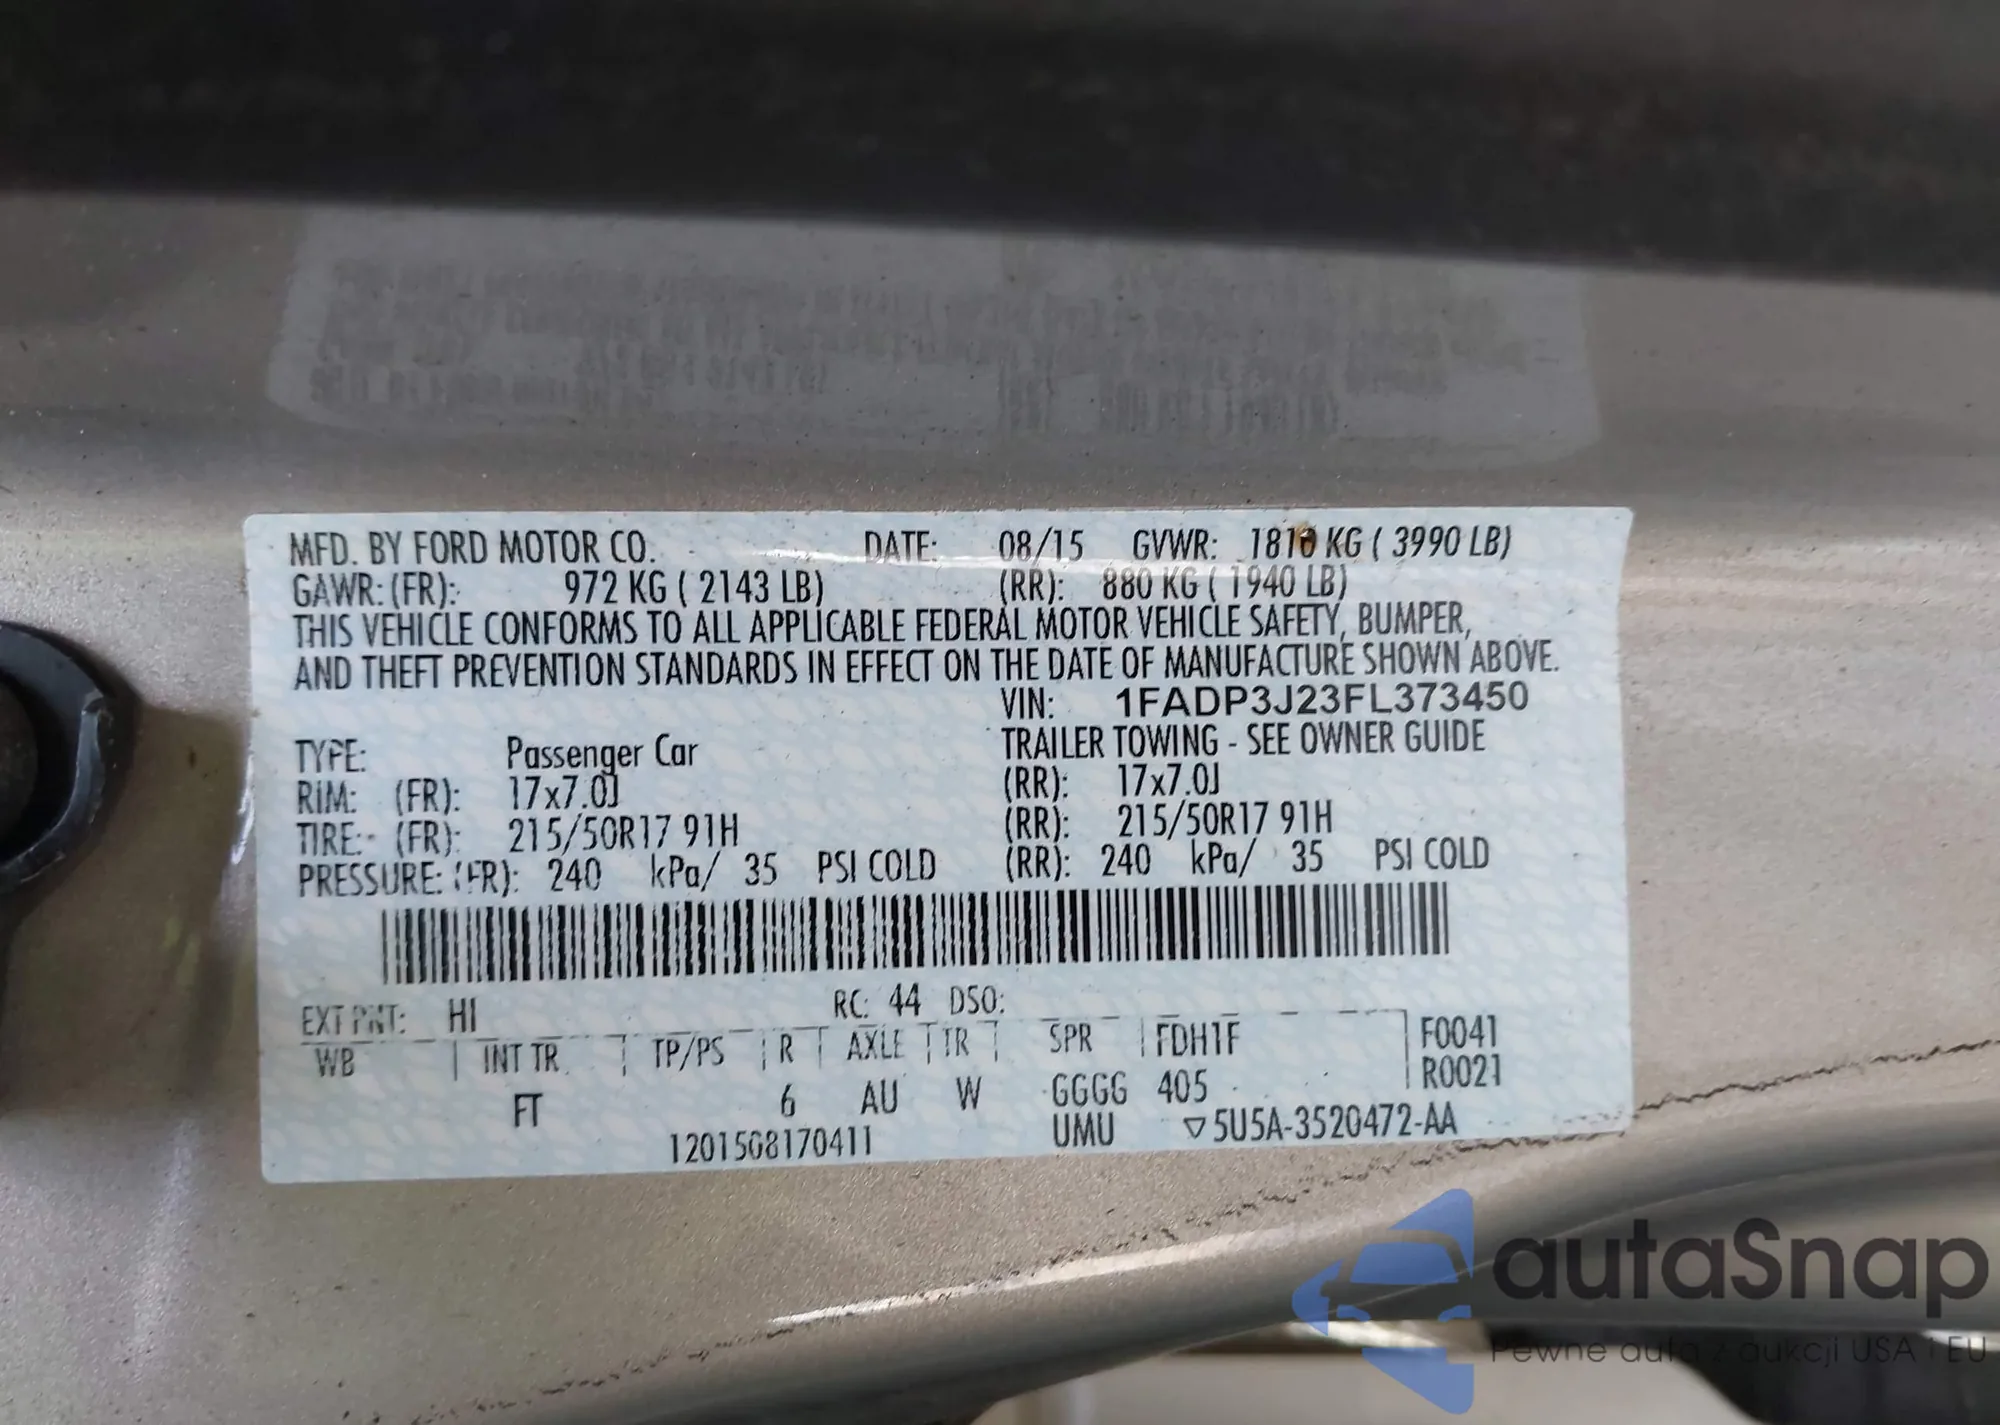 MFD. BY FORD MOTOR CO. DATE: 08/15 GVWR: 1810 KG ( 3990 LB)
GAWR: (FR): 972 KG ( 2143 LB) (RR): 880 KG ( 1940 LB)
THIS VEHICLE CONFORMS TO ALL APPLICABLE FEDERAL MOTOR VEHICLE SAFETY, BUMPER,
AND THEFT PREVENTION STANDARDS IN EFFECT ON THE DATE OF MANUFACTURE SHOWN ABOVE.
VIN: 1FADP3J23FL373450
TYPE: Passenger Car TRAILER TOWING - SEE OWNER GUIDE
RIM: (FR): 17x7.0J (RR): 17x7.0J
TIRE: (FR): 215/50R17 91H (RR): 215/50R17 91H
PRESSURE: (FR): 240 kPa/ 35 PSI COLD (RR): 240 kPa/ 35 PSI COLD
EXT PNT: HI RC: 44 DSO:
WB INT TR TP/PS R AXLE TR SPR FDH1F F0041
FT 6 AU W GGGG 405 R0021
1201508170411 UMU ▽5U5A-3520472-AA
autaSnap
Pewne auta z aukcji USA i EU